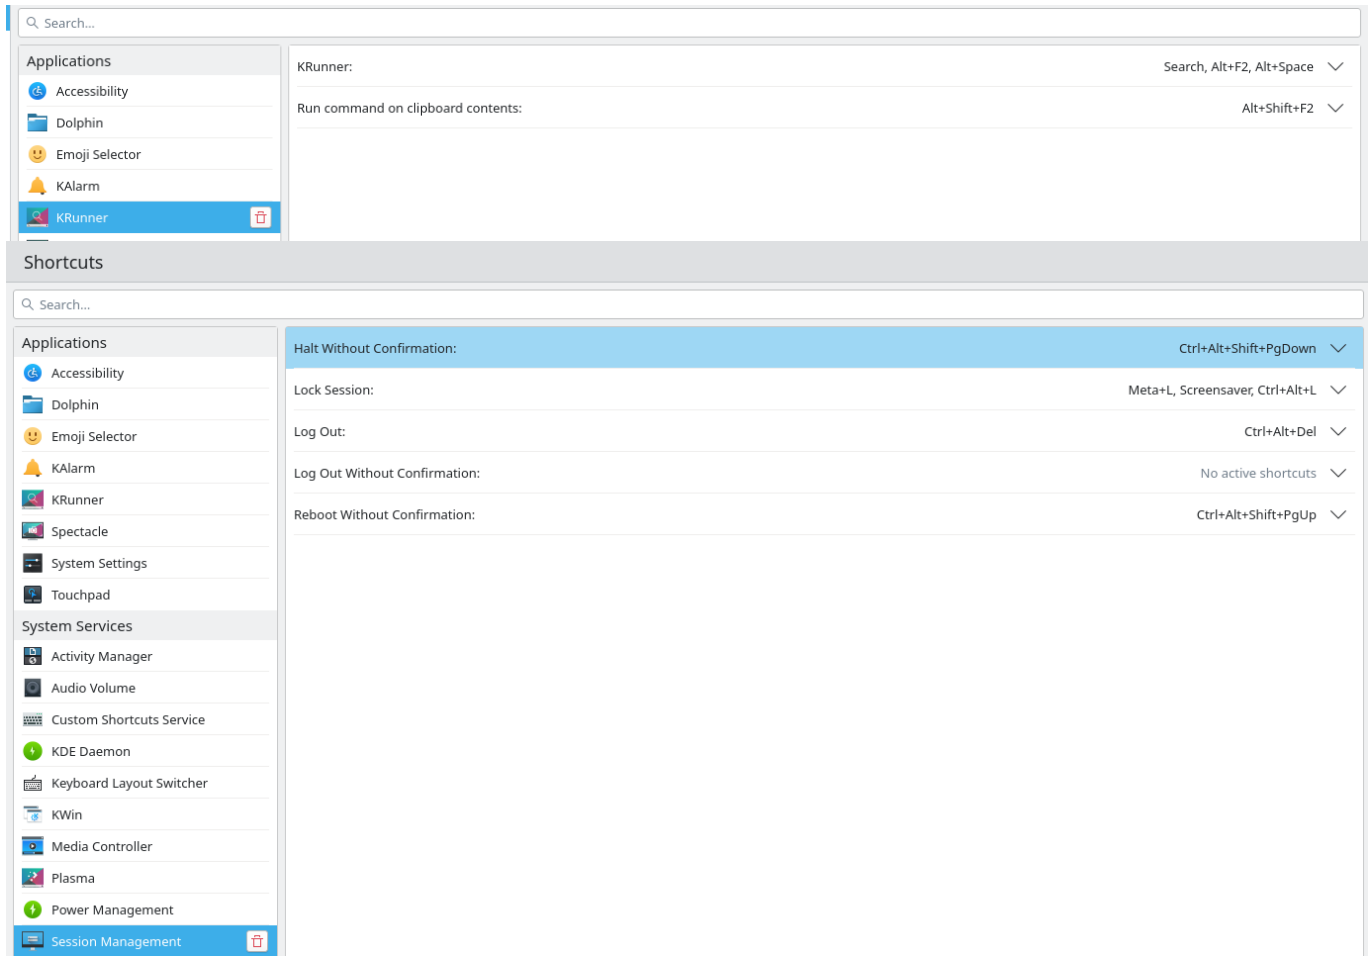 Search...
Applications
Accessibility
Dolphin
Emoji Selector
KAlarm
KRunner
KRunner: Search, Alt+F2, Alt+Space
Run command on clipboard contents: Alt+Shift+F2
Shortcuts
Search...
Applications
Accessibility
Dolphin
Emoji Selector
KAlarm
KRunner
Spectacle
System Settings
Touchpad
System Services
Activity Manager
Audio Volume
Custom Shortcuts Service
KDE Daemon
Keyboard Layout Switcher
KWin
Media Controller
Plasma
Power Management
Session Management
Halt Without Confirmation: Ctrl+Alt+Shift+PgDown
Lock Session: Meta+L, Screensaver, Ctrl+Alt+L
Log Out: Ctrl+Alt+Del
Log Out Without Confirmation: No active shortcuts
Reboot Without Confirmation: Ctrl+Alt+Shift+PgUp